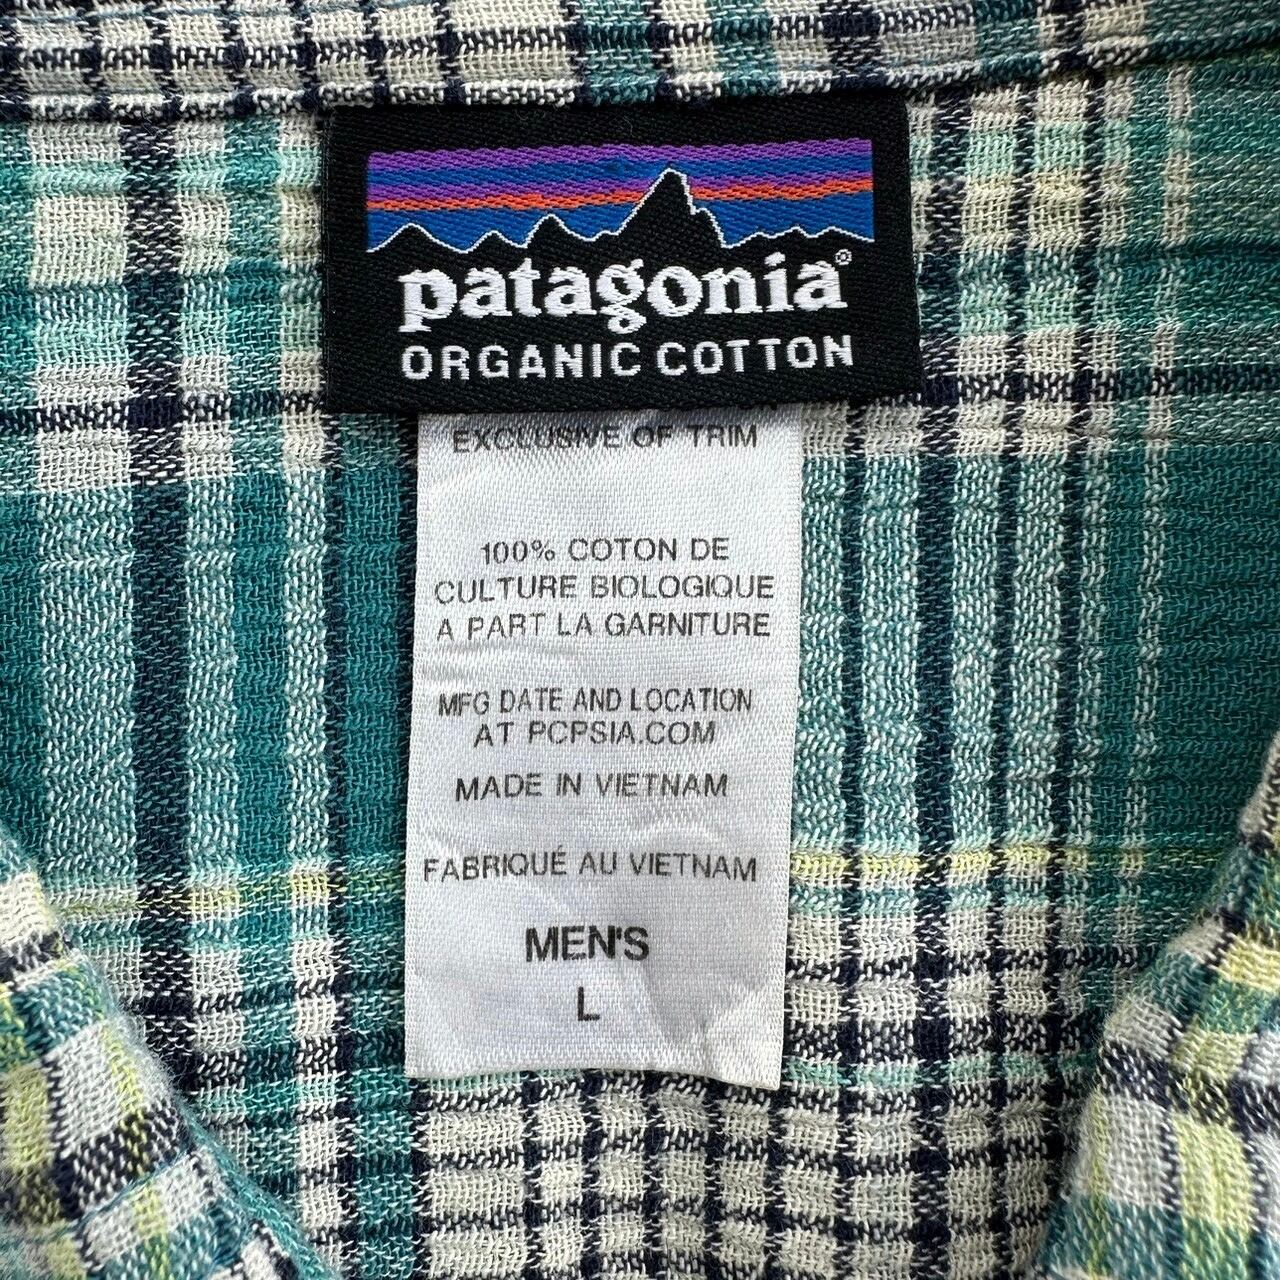 patagonia®
ORGANIC COTTON
EXCLUSIVE OF TRIM
100% COTON DE
CULTURE BIOLOGIQUE
A PART LA GARNITURE
MFG DATE AND LOCATION
AT PCPSIA.COM
MADE IN VIETNAM
FABRIQUÉ AU VIETNAM
MEN'S
L